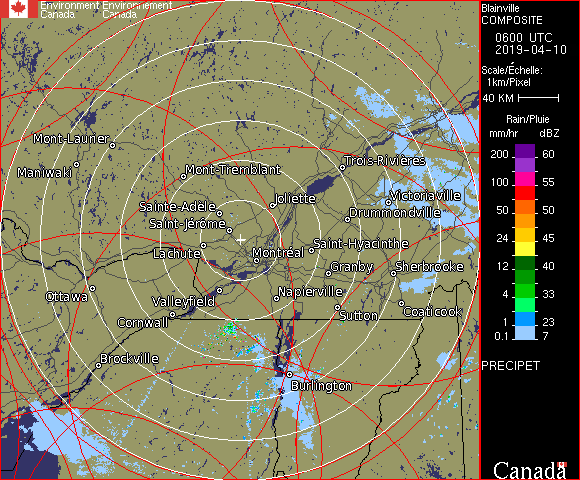 Environment Environnement
Canada Canada
Blainville
COMPOSITE
0600 UTC
2019-04-10
Scale/Échelle:
1km/Pixel
40 KM
Rain/Pluie
mm/hr dBZ
200 60
100 55
50 50
24 45
12 40
4 33
1 23
0.1 7
PRECIPET
Canada
Mont-Laurier
Maniwaki
Mont-Tremblant
Trois-Rivières
Sainte-Adèle
Joliette
Victoriaville
Saint-Jérôme
Drummondville
Lachute
Montréal
Saint-Hyacinthe
Granby
Sherbrooke
Ottawa
Valleyfield
Napierville
Coaticook
Cornwall
Sutton
Brockville
Burlington